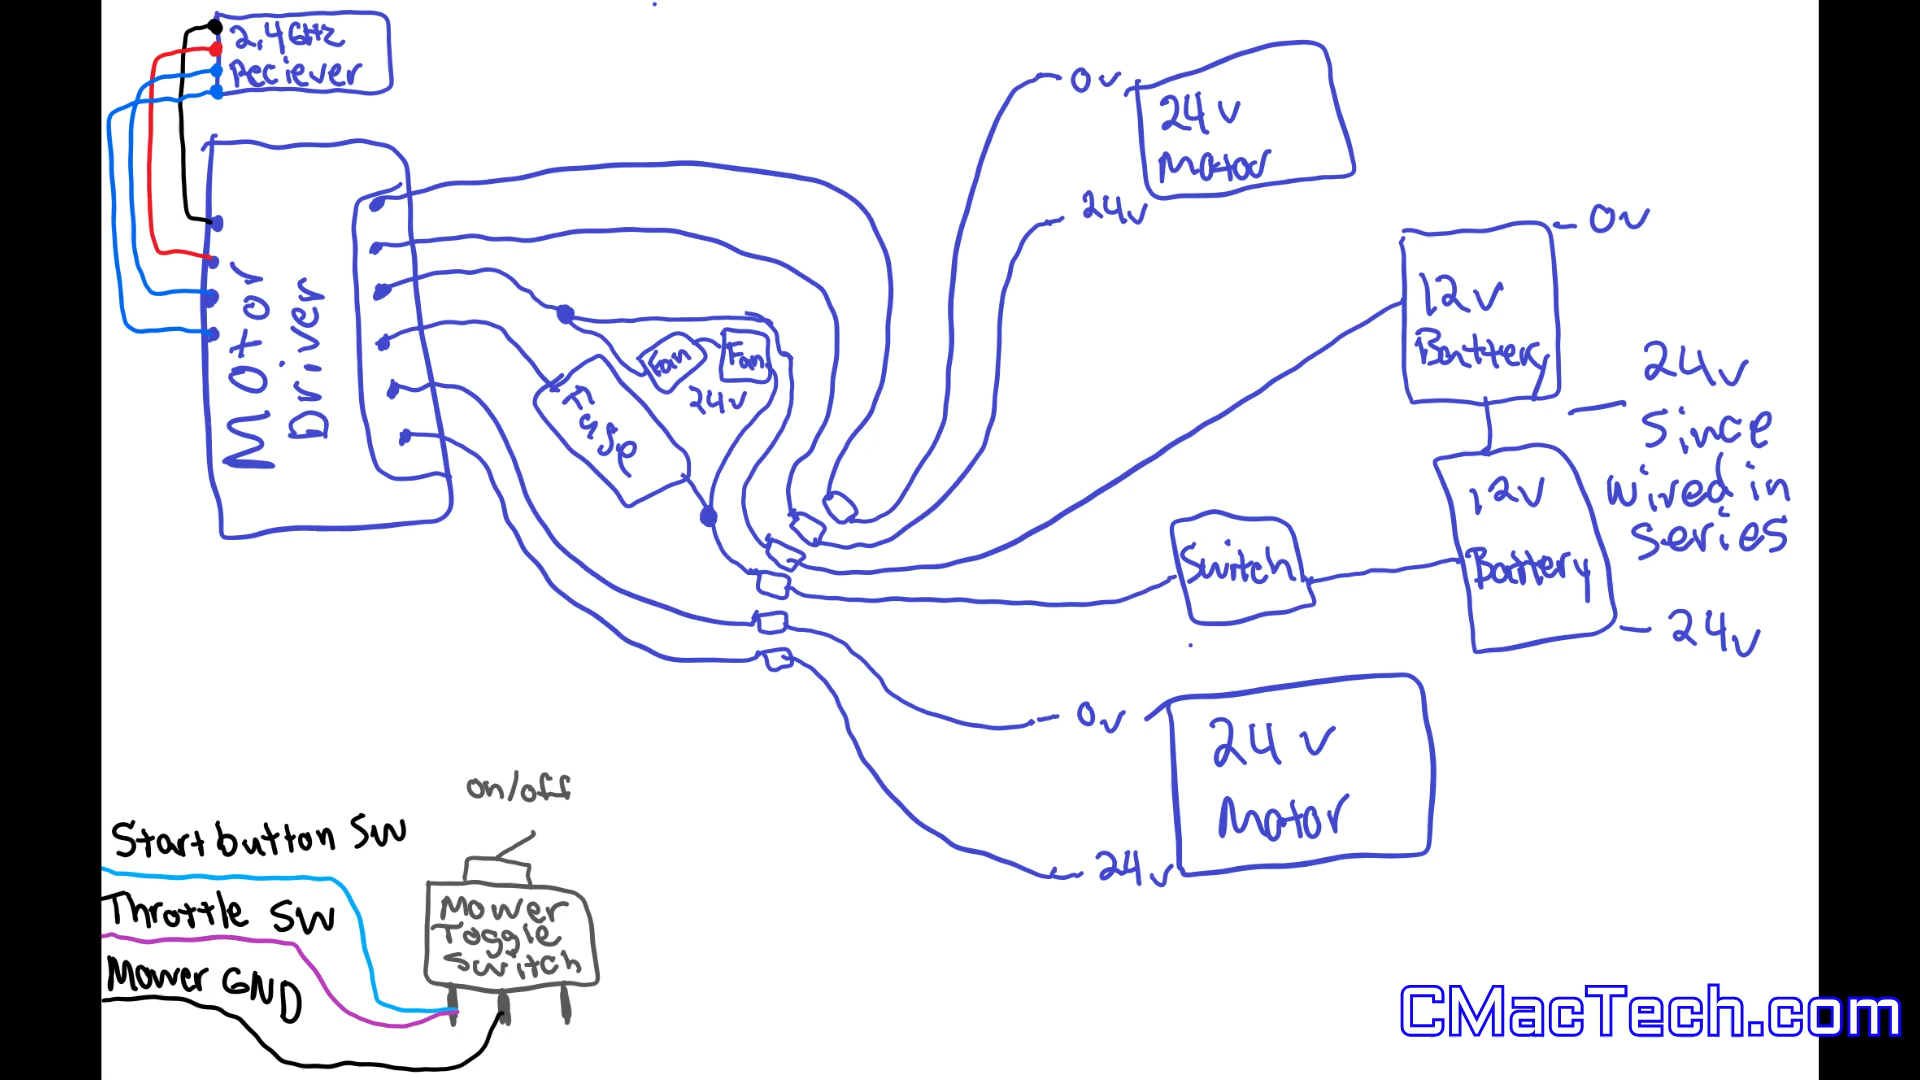 2.4GHz
Reciever
Motor
Driver
Fuse
Fan
Fan
24v
0v
24v
Motor
24v
0v
12v
Battery
24v
Since
wired in
series
12v
Battery
24v
Switch
0v
24v
Motor
24v
on/off
Start button SW
Throttle SW
Mower GND
Mower
Toggle
Switch
CMacTech.com